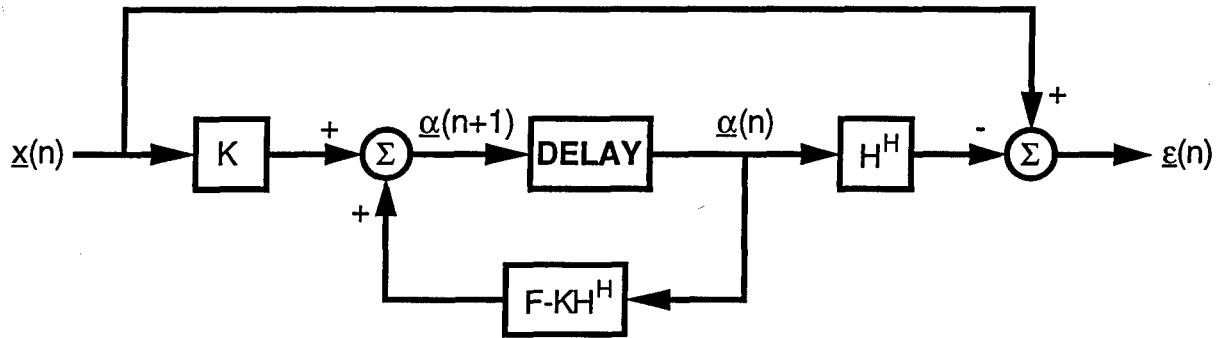 +
x(n)
K
+
Σ
α(n+1)
DELAY
α(n)
H^H
-
Σ
ε(n)
+
F-KH^H